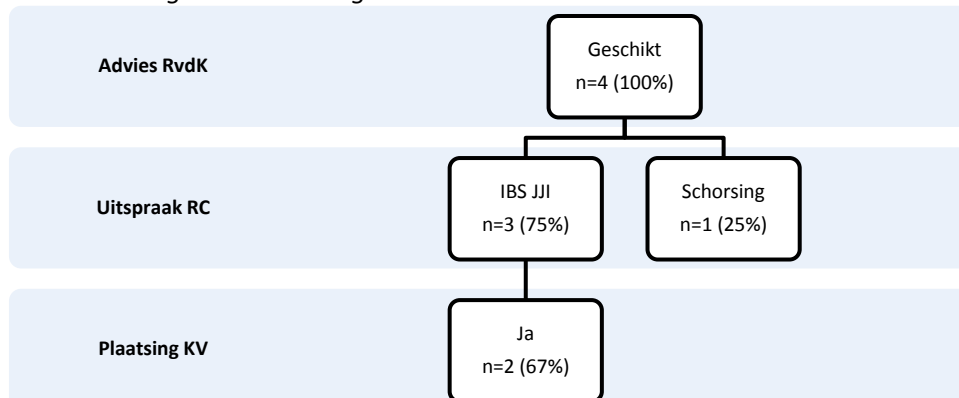 Advies RvdK
Geschikt
n=4 (100%)
Uitspraak RC
IBS JJI
n=3 (75%)
Schorsing
n=1 (25%)
Plaatsing KV
Ja
n=2 (67%)